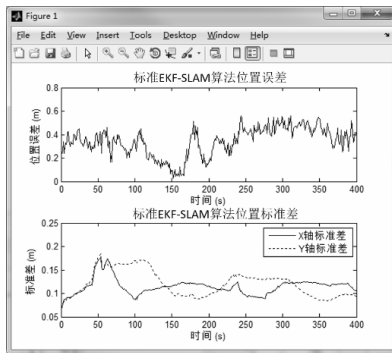 Figure 1
File Edit View Insert Tools Desktop Window Help
标准EKF-SLAM算法位置误差
0.8
0.6
0.4
0.2
0
位置误差 (m)
0 50 100 150 200 250 300 350 400
时间 (s)
标准EKF-SLAM算法位置标准差
0.25
0.2
0.15
0.1
0.05
标准差 (m)
X轴标准差
Y轴标准差
0 50 100 150 200 250 300 350 400
时间 (s)